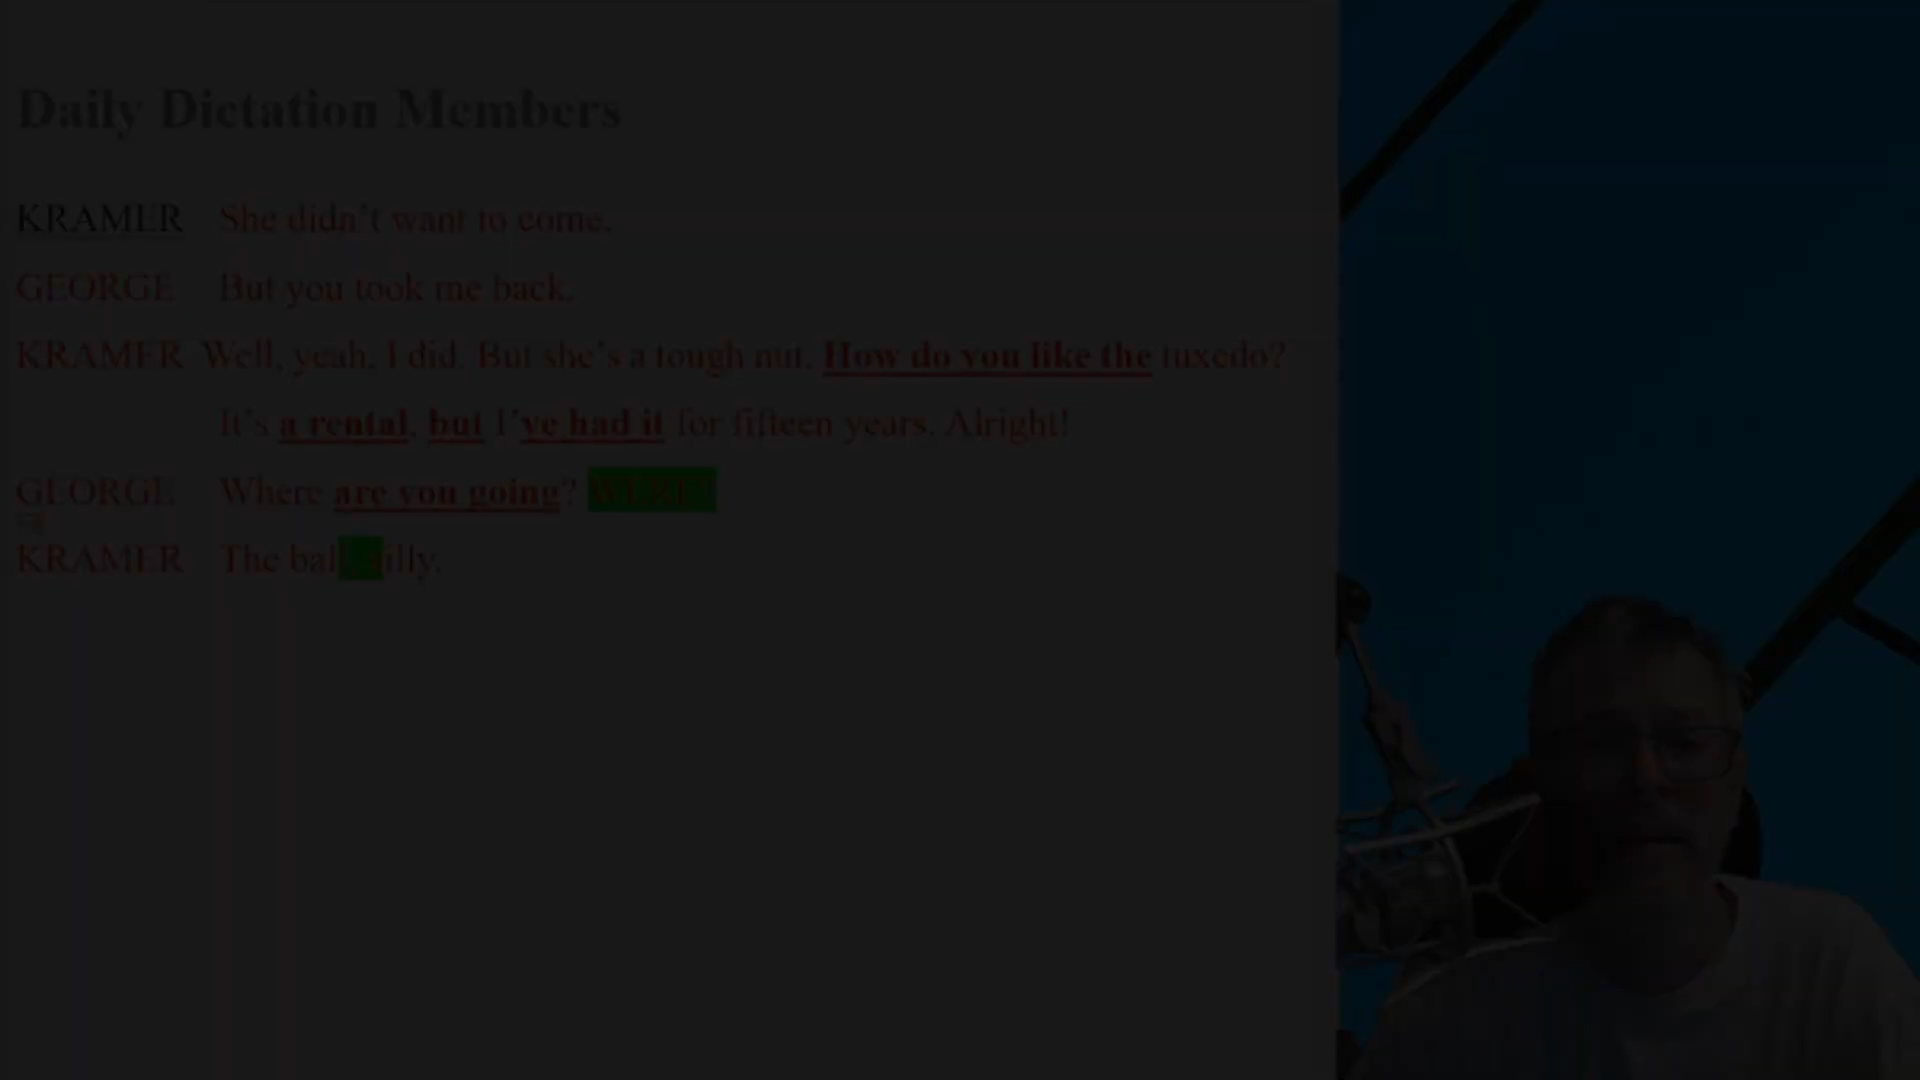 Daily Dictation Members
KRAMER She didn't want to come.
GEORGE But you took me back.
KRAMER Well, yeah, I did. But she's a tough nut. How do you like the tuxedo?
It's a rental, but I've had it for fifteen years. Alright!
GEORGE Where are you going?
KRAMER The ball, silly.